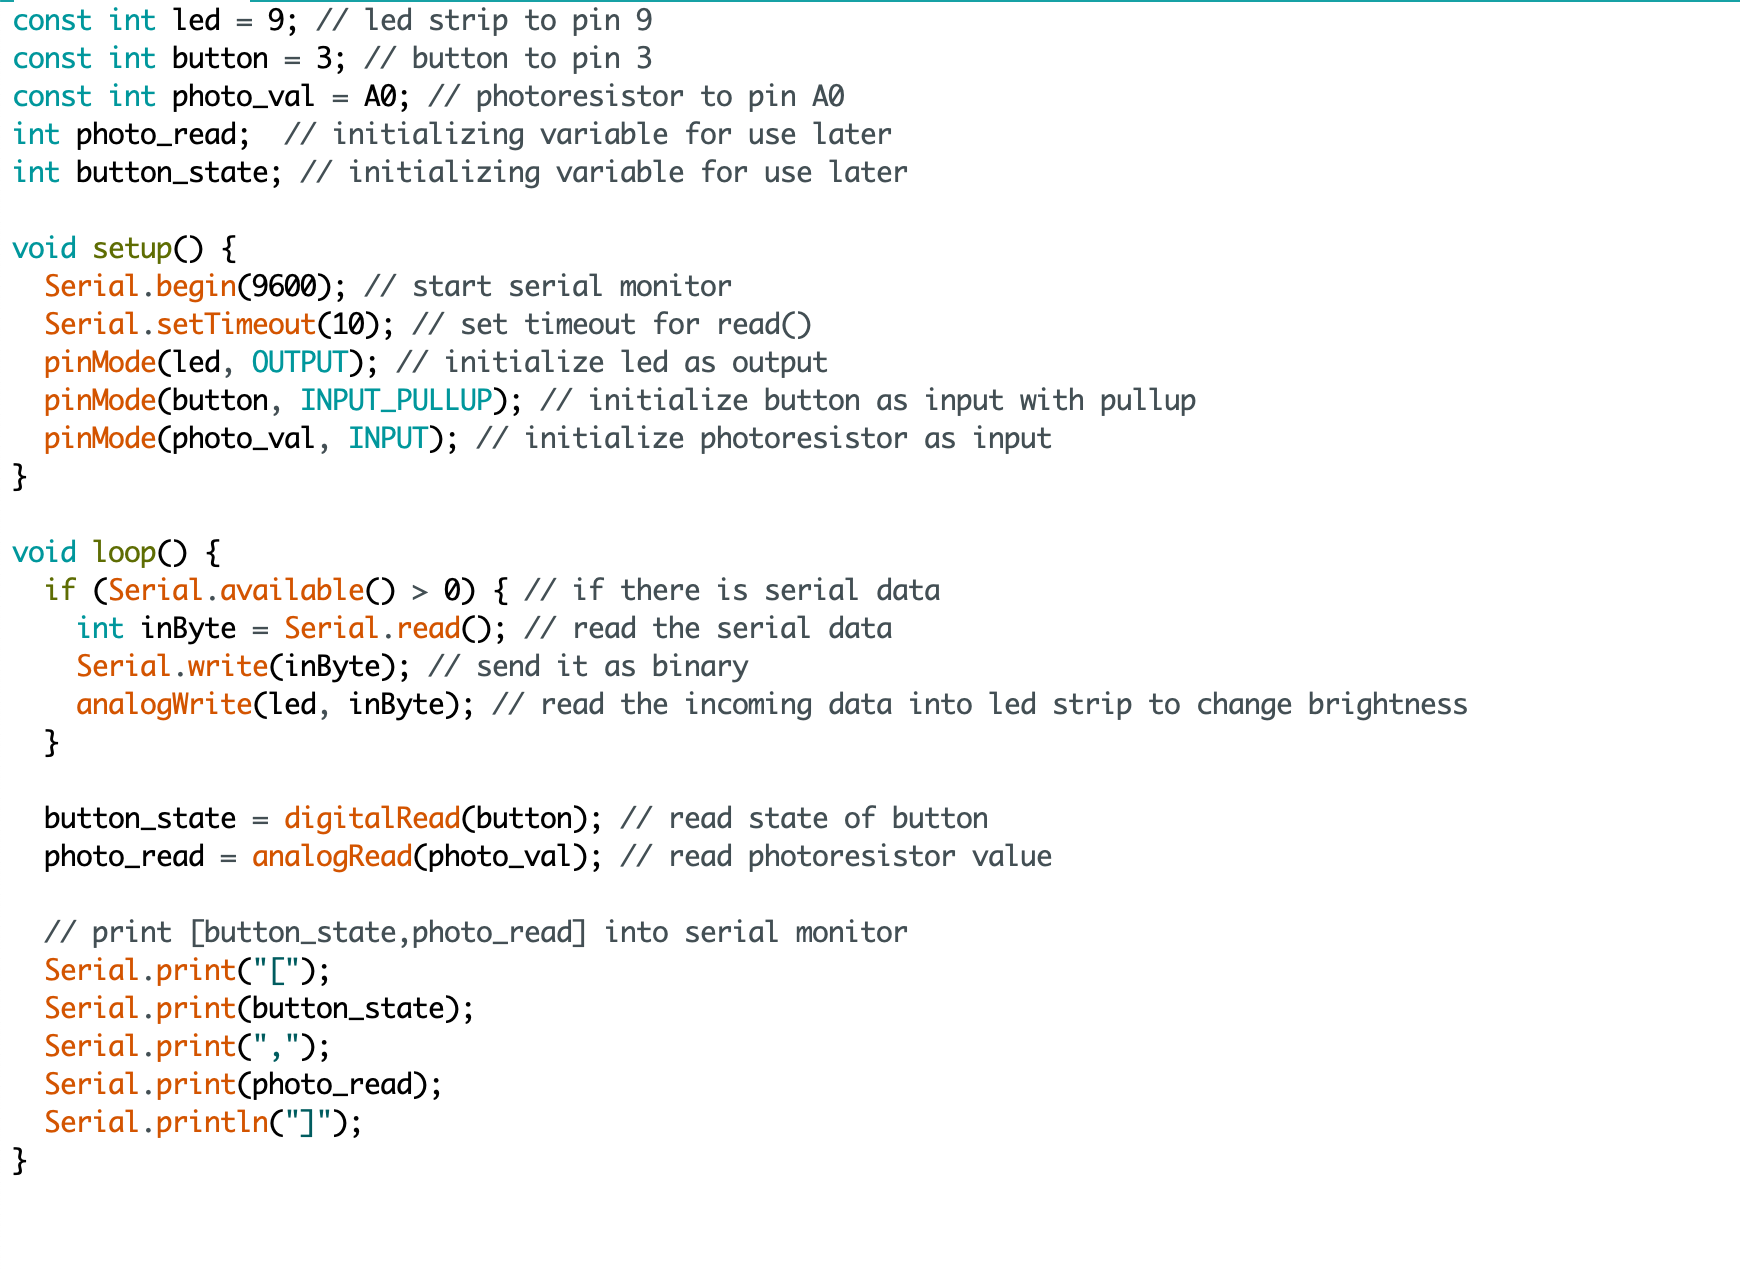 const int led = 9; // led strip to pin 9
const int button = 3; // button to pin 3
const int photo_val = A0; // photoresistor to pin A0
int photo_read;  // initializing variable for use later
int button_state; // initializing variable for use later

void setup() {
  Serial.begin(9600); // start serial monitor
  Serial.setTimeout(10); // set timeout for read()
  pinMode(led, OUTPUT); // initialize led as output
  pinMode(button, INPUT_PULLUP); // initialize button as input with pullup
  pinMode(photo_val, INPUT); // initialize photoresistor as input
}

void loop() {
  if (Serial.available() > 0) { // if there is serial data
    int inByte = Serial.read(); // read the serial data
    Serial.write(inByte); // send it as binary
    analogWrite(led, inByte); // read the incoming data into led strip to change brightness
  }

  button_state = digitalRead(button); // read state of button
  photo_read = analogRead(photo_val); // read photoresistor value

  // print [button_state,photo_read] into serial monitor
  Serial.print("[");
  Serial.print(button_state);
  Serial.print(",");
  Serial.print(photo_read);
  Serial.println("]");
}